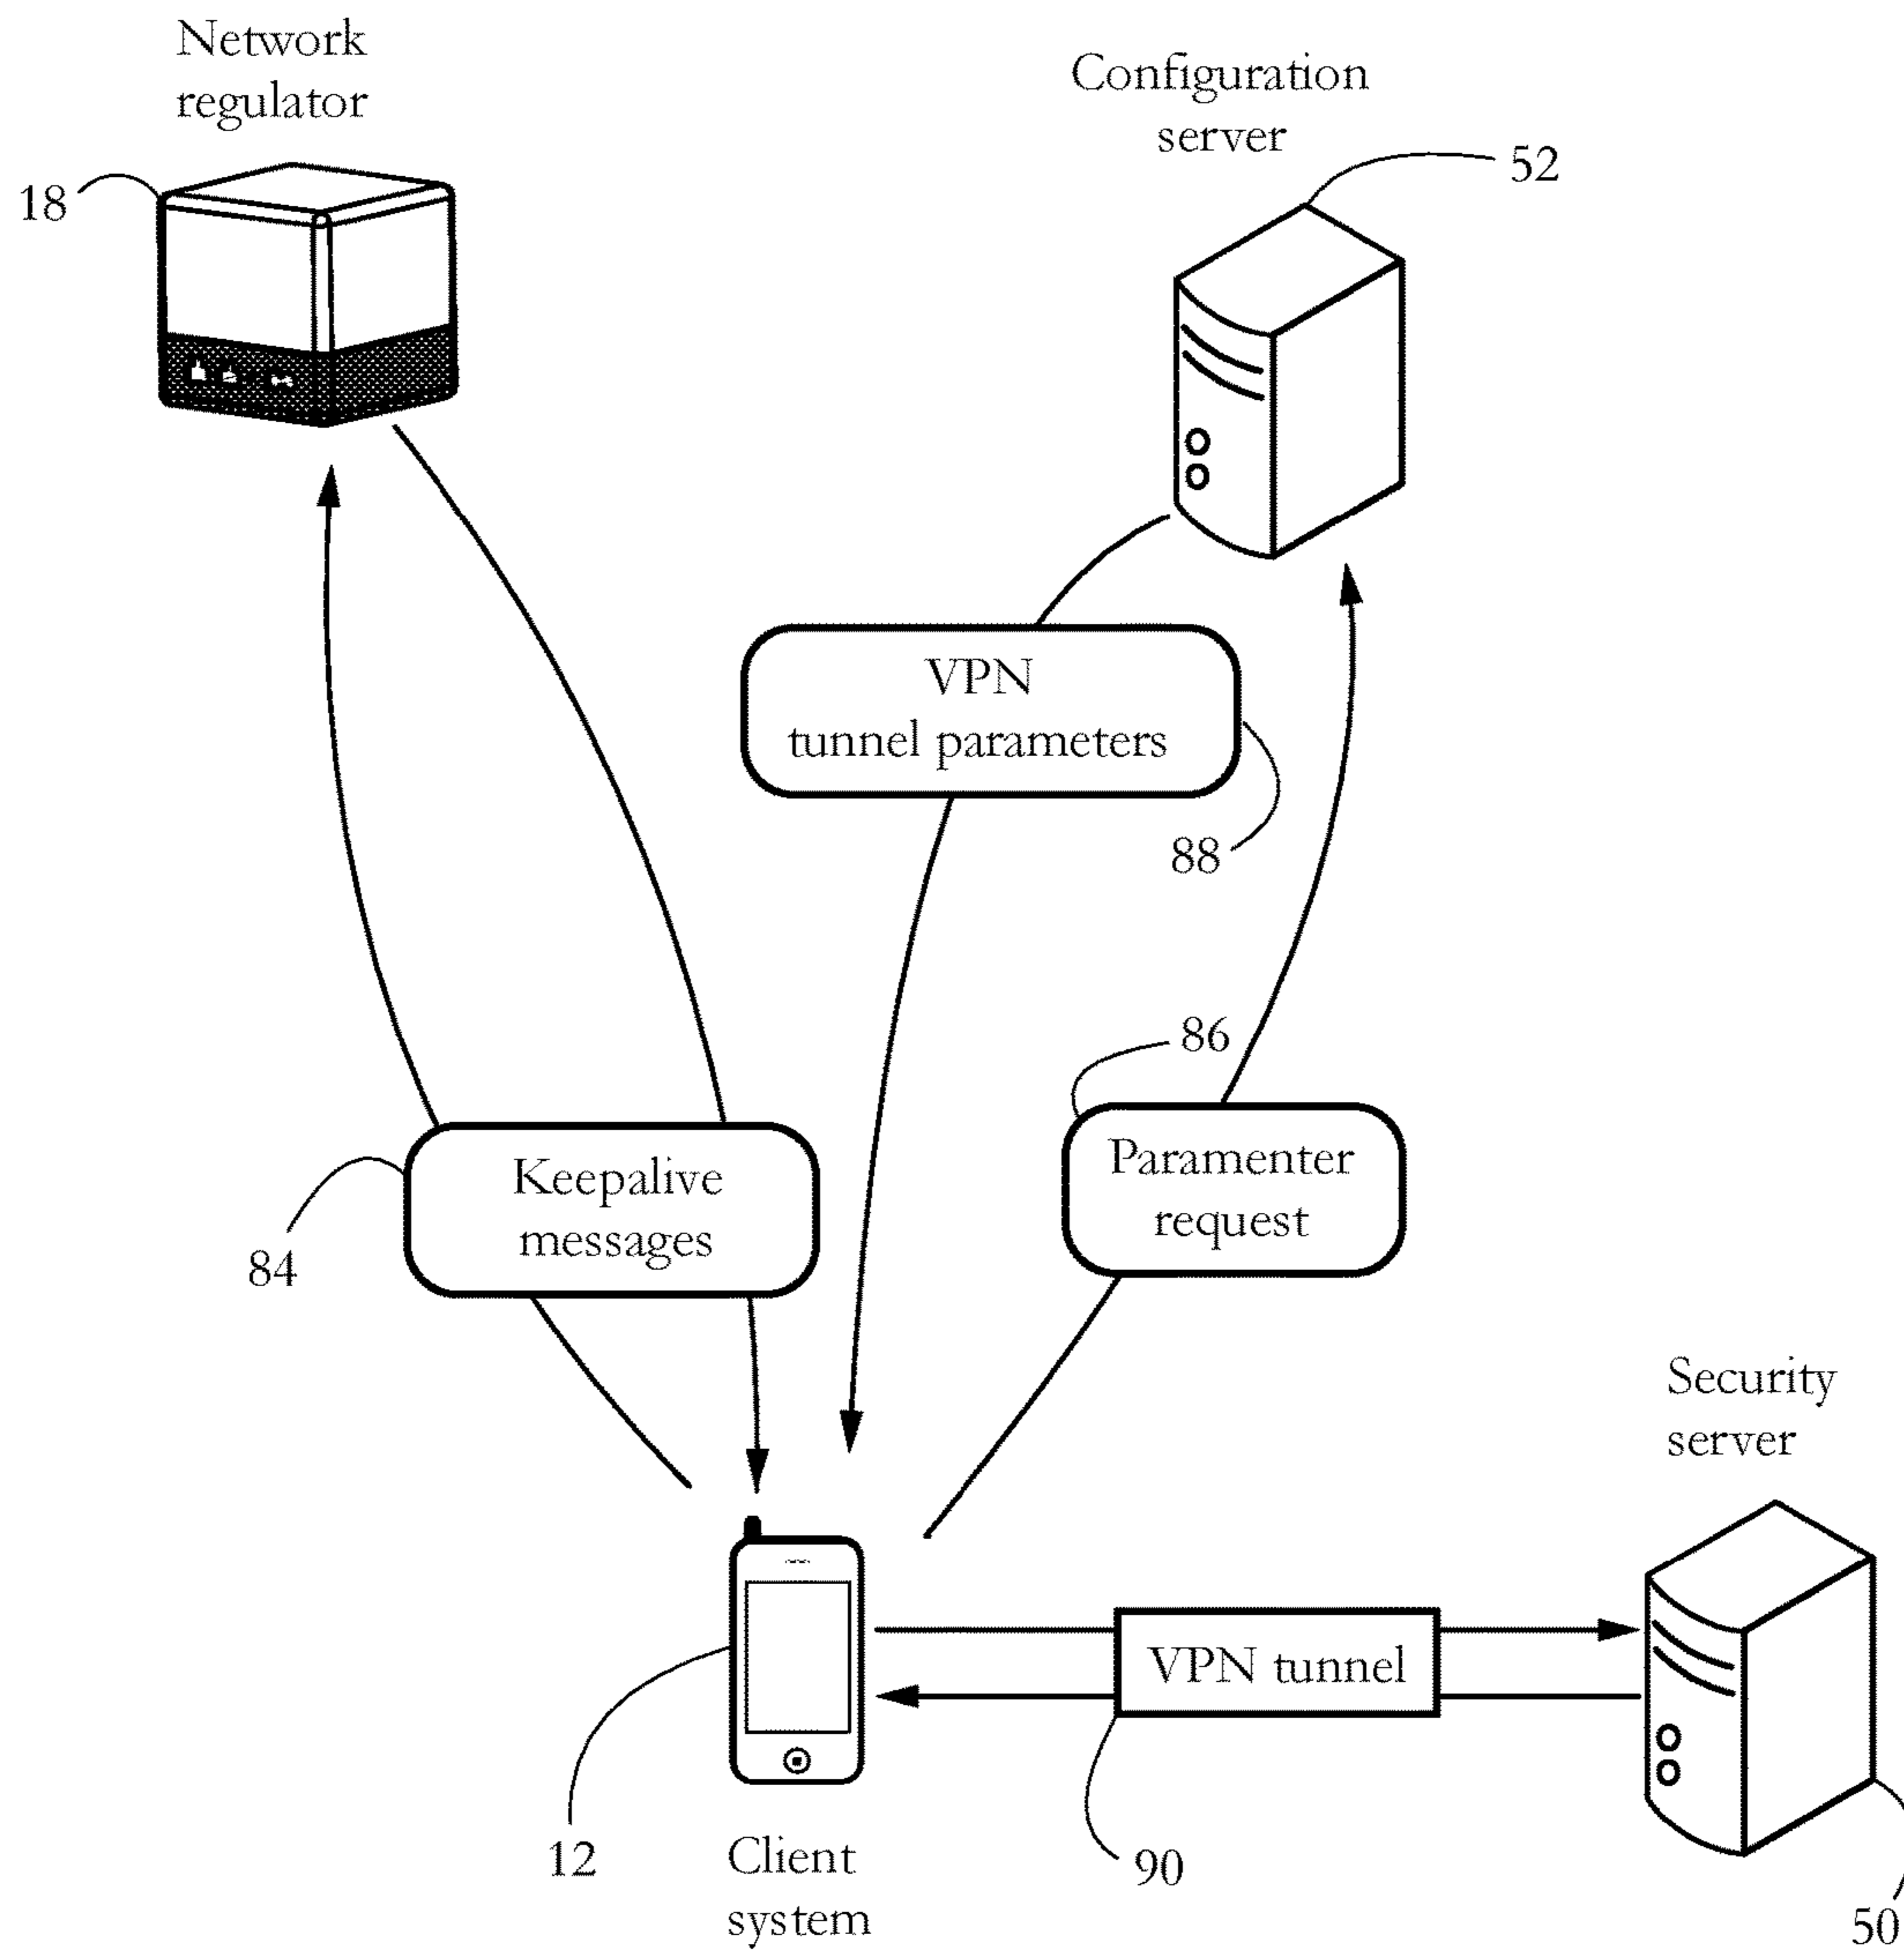 Network
regulator
18
Configuration
server
52
VPN
tunnel parameters
88
86
Paramenter
request
Keepalive
messages
84
Security
server
VPN tunnel
12
Client
system
90
50